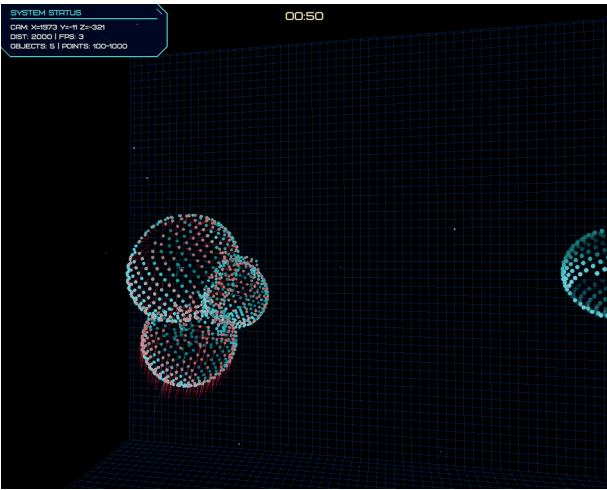 SYSTEM STATUS
CAM: X=1973 Y=-11 Z=-321
DIST: 2000 | FPS: 3
OBJECTS: 5 | POINTS: 100-1000
00:50